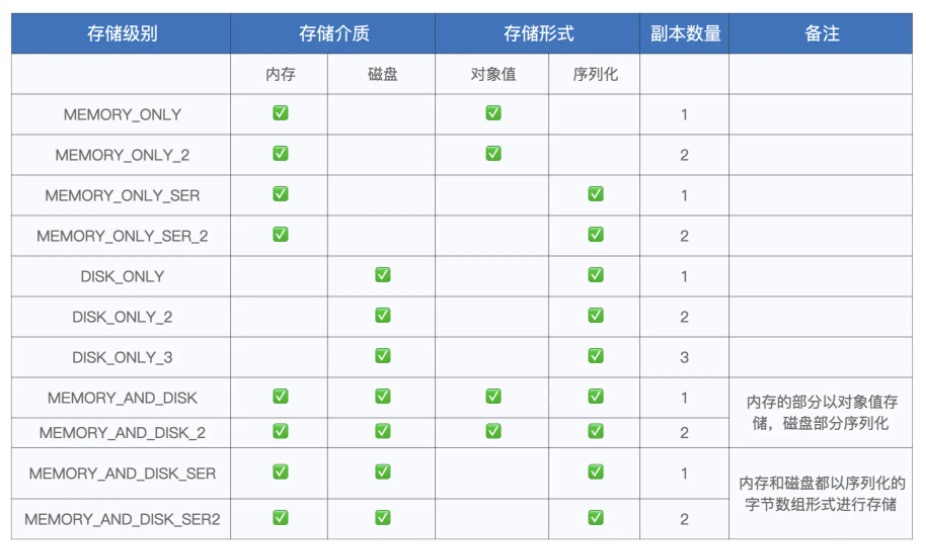 存储级别 存储介质 存储形式 副本数量 备注
内存 磁盘 对象值 序列化
MEMORY_ONLY ✅ ✅ 1
MEMORY_ONLY_2 ✅ ✅ 2
MEMORY_ONLY_SER ✅ ✅ 1
MEMORY_ONLY_SER_2 ✅ ✅ 2
DISK_ONLY ✅ ✅ 1
DISK_ONLY_2 ✅ ✅ 2
DISK_ONLY_3 ✅ ✅ 3
MEMORY_AND_DISK ✅ ✅ ✅ ✅ 1
MEMORY_AND_DISK_2 ✅ ✅ ✅ ✅ 2
内存的部分以对象值存
储，磁盘部分序列化
MEMORY_AND_DISK_SER ✅ ✅ ✅ 1
MEMORY_AND_DISK_SER2 ✅ ✅ ✅ 2
内存和磁盘都以序列化的
字节数组形式进行存储